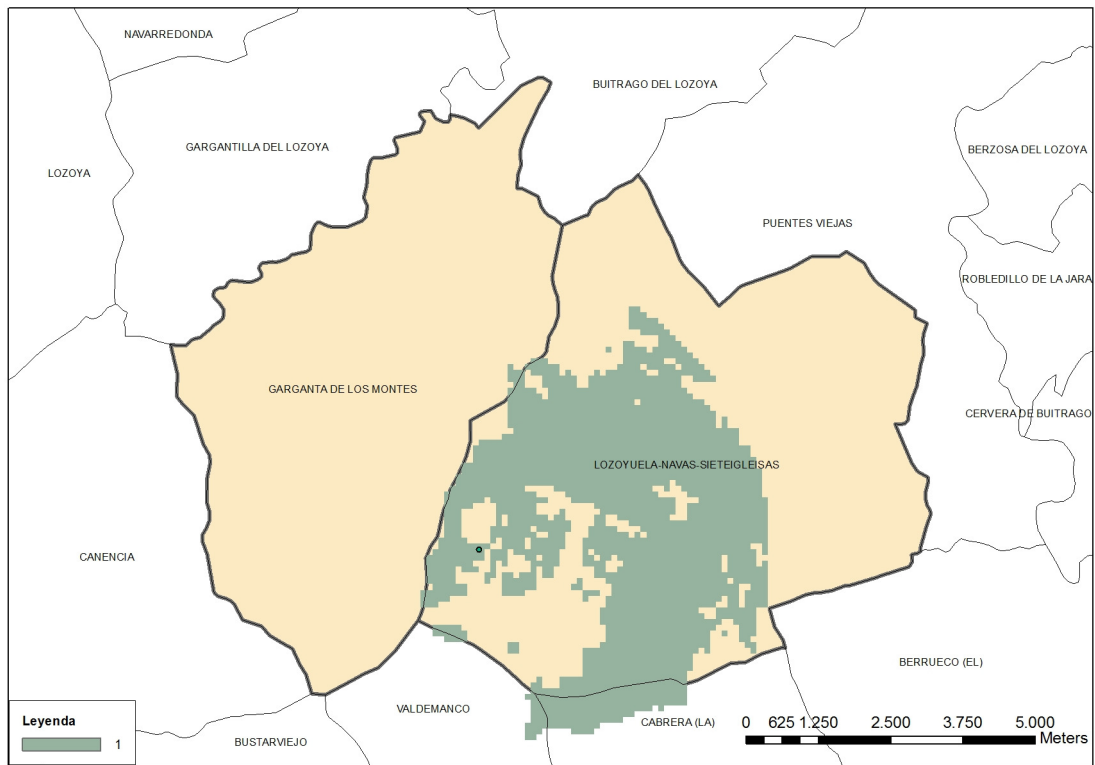 NAVARREDONDA
BUITRAGO DEL LOZOYA
GARGANTILLA DEL LOZOYA
BERZOSA DEL LOZOYA
LOZOYA
PUENTES VIEJAS
ROBLEDILLO DE LA JARA
GARGANTA DE LOS MONTES
CERVERA DE BUITRAGO
LOZOYUELA-NAVAS-SIETEIGLEISAS
CANENCIA
BERRUECO (EL)
VALDEMANCO
CABRERA (LA)
BUSTARVIEJO
Leyenda
1
0 625 1.250 2.500 3.750 5.000
Meters